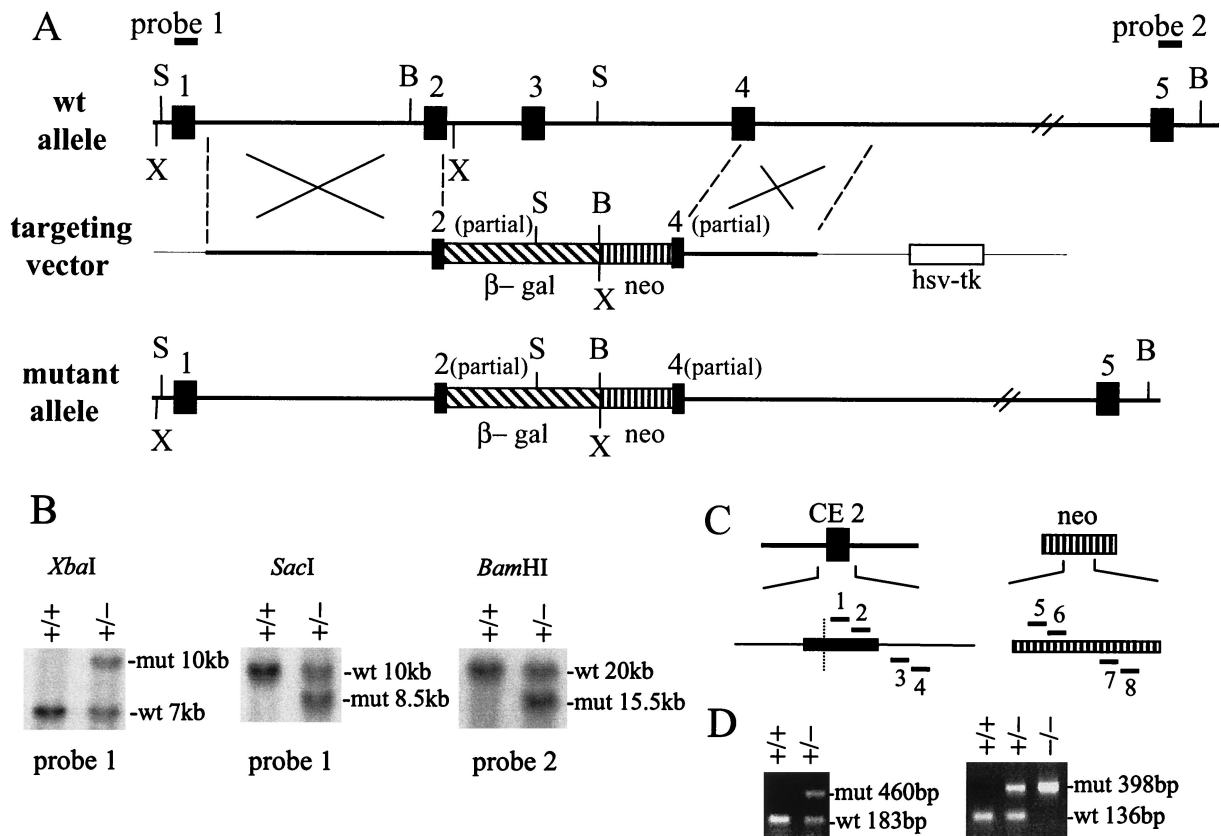 A
probe 1
probe 2
S
1
B
2
3
S
4
5
B
wt
allele
X
X
targeting
vector
2 (partial)
S
B
4 (partial)
β– gal
X
neo
hsv-tk
mutant
allele
S
1
2(partial)
S
B
4(partial)
5
B
X
β– gal
X
neo
B
XbaI
SacI
BamHI
+/+
+/–
+/+
+/–
+/+
+/–
-mut 10kb
-wt 7kb
-wt 10kb
-mut 8.5kb
-wt 20kb
-mut 15.5kb
probe 1
probe 1
probe 2
C
CE 2
neo
1
2
3
4
5
6
7
8
D
+/+
+/–
+/+
+/–
–/–
-mut 460bp
-wt 183bp
-mut 398bp
-wt 136bp